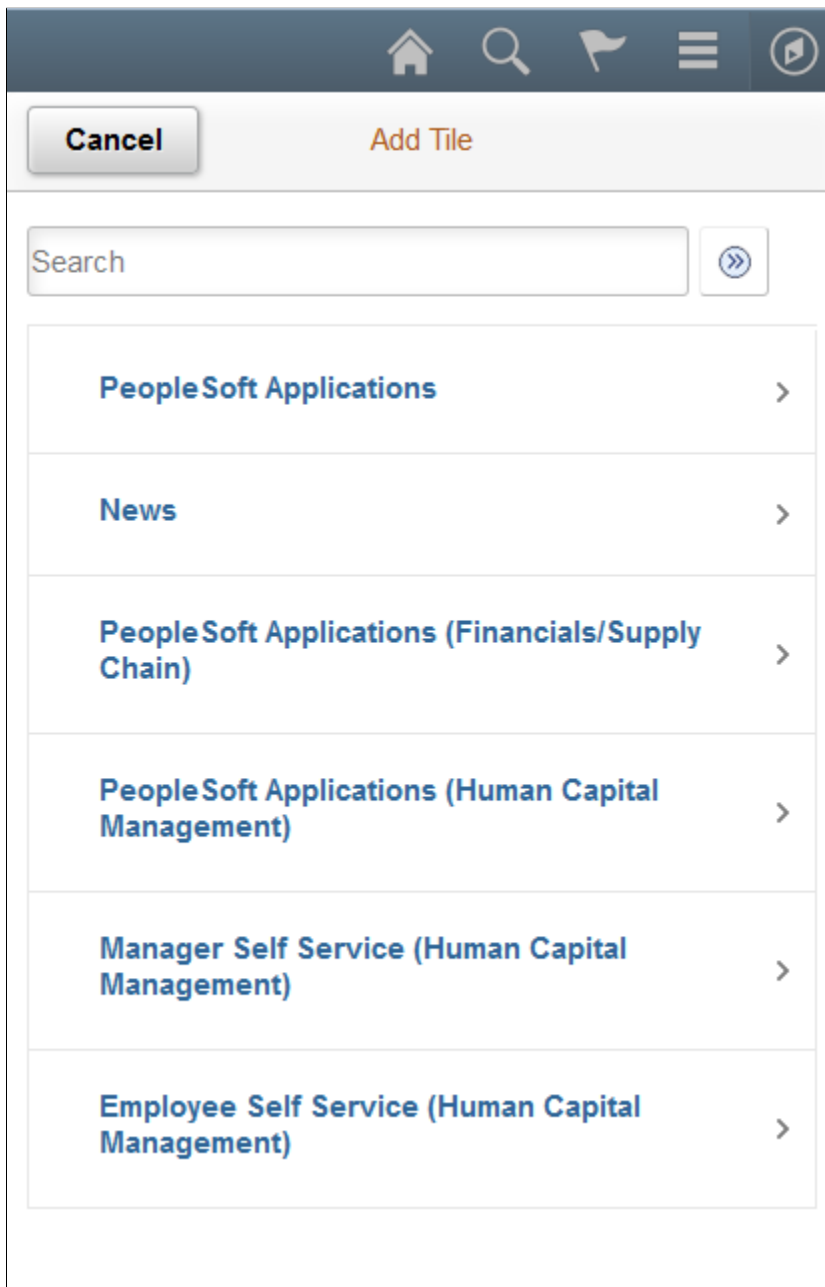 Cancel
Add Tile
Search
PeopleSoft Applications
News
PeopleSoft Applications (Financials/Supply
Chain)
PeopleSoft Applications (Human Capital
Management)
Manager Self Service (Human Capital
Management)
Employee Self Service (Human Capital
Management)